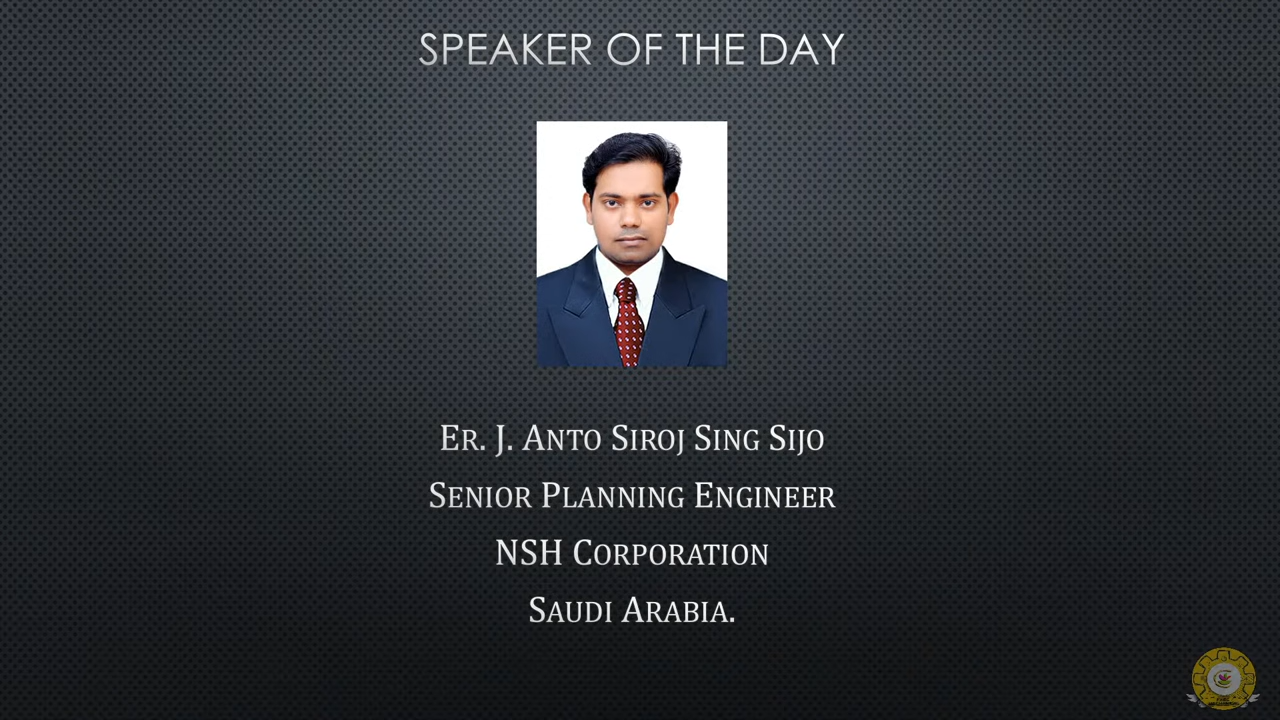 SPEAKER OF THE DAY
Er. J. Anto Siroj Sing Sijo
Senior Planning Engineer
NSH Corporation
Saudi Arabia.